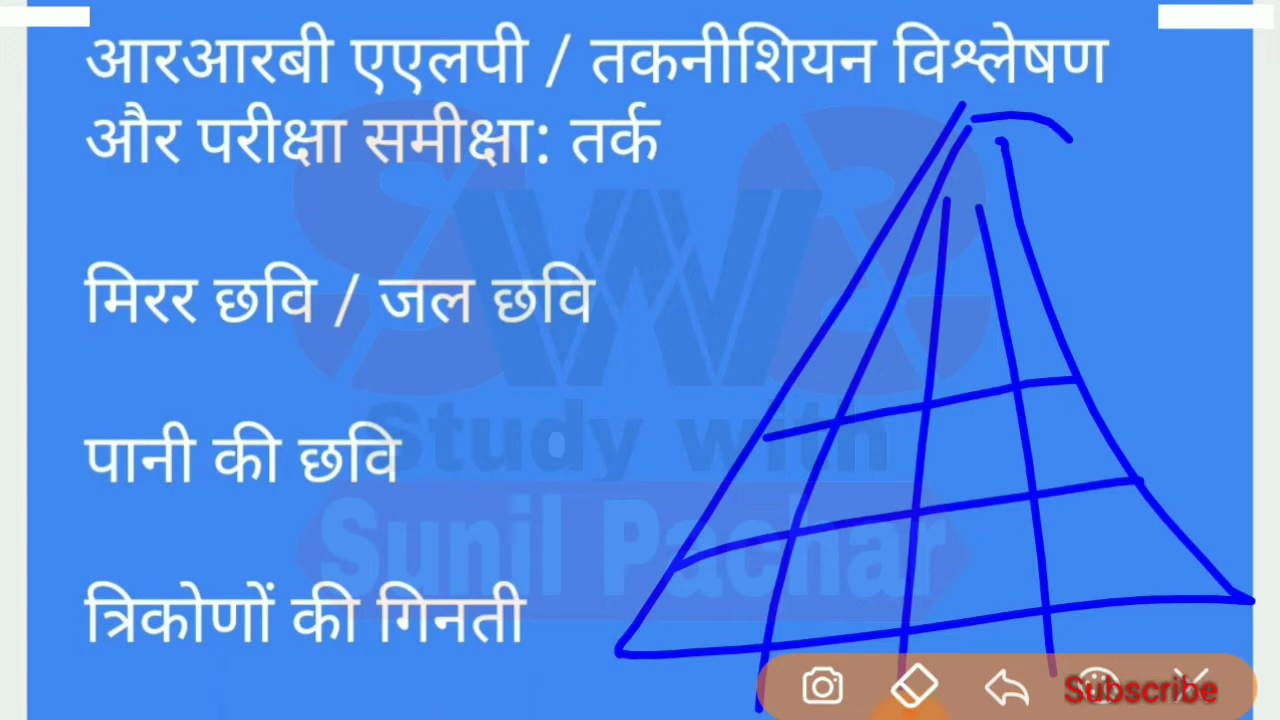 आरआरबी एएलपी / तकनीशियन विश्लेषण
और परीक्षा समीक्षा: तर्क
मिरर छवि / जल छवि
पानी की छवि
त्रिकोणों की गिनती
Study with
Sunil Pachar
Subscribe